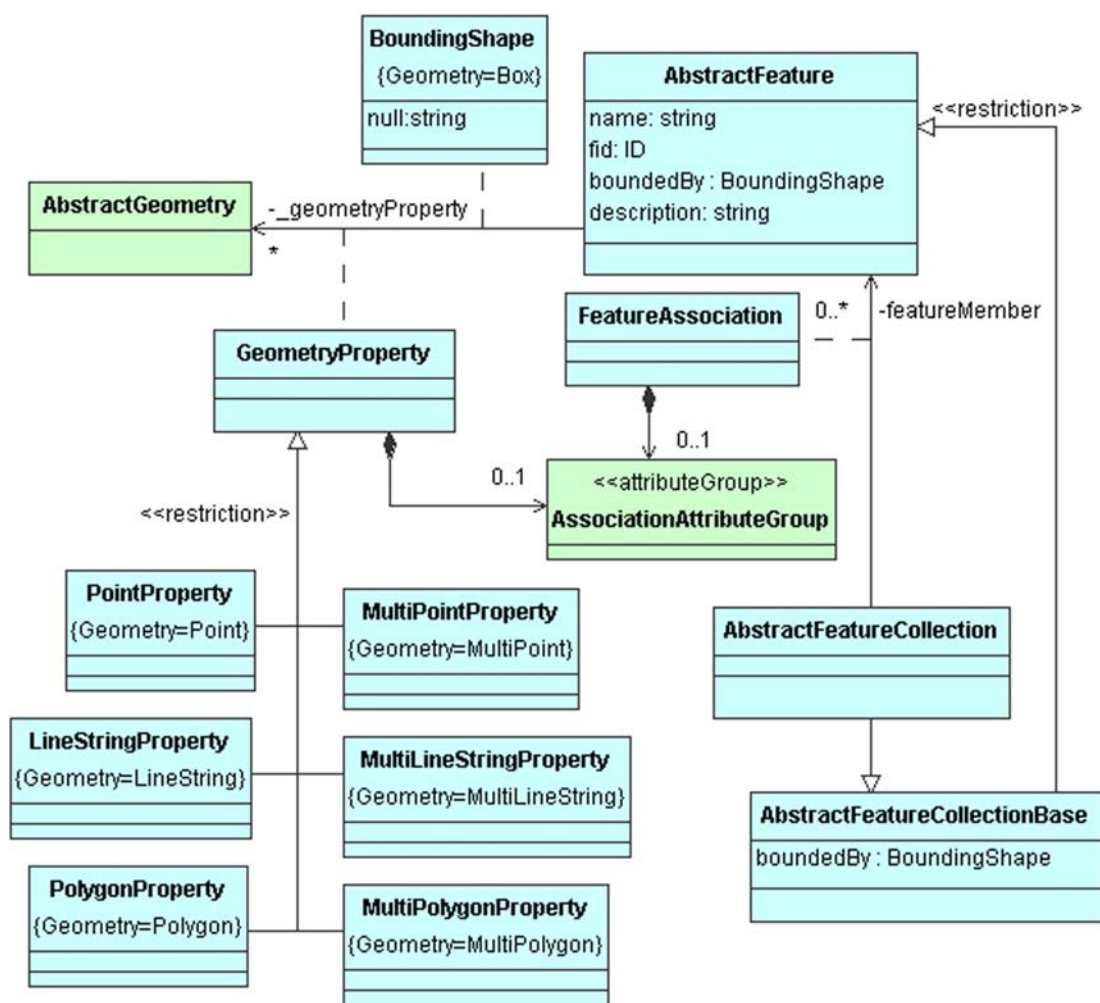 BoundingShape
{Geometry=Box}
null:string
AbstractFeature
name: string
fid: ID
boundedBy : BoundingShape
description: string
<<restriction>>
AbstractGeometry
-_geometryProperty
*
GeometryProperty
FeatureAssociation
0..*
-featureMember
0..1
0..1
<<attributeGroup>>
AssociationAttributeGroup
<<restriction>>
PointProperty
{Geometry=Point}
MultiPointProperty
{Geometry=MultiPoint}
AbstractFeatureCollection
LineStringProperty
{Geometry=LineString}
MultiLineStringProperty
{Geometry=MultiLineString}
AbstractFeatureCollectionBase
boundedBy : BoundingShape
PolygonProperty
{Geometry=Polygon}
MultiPolygonProperty
{Geometry=MultiPolygon}